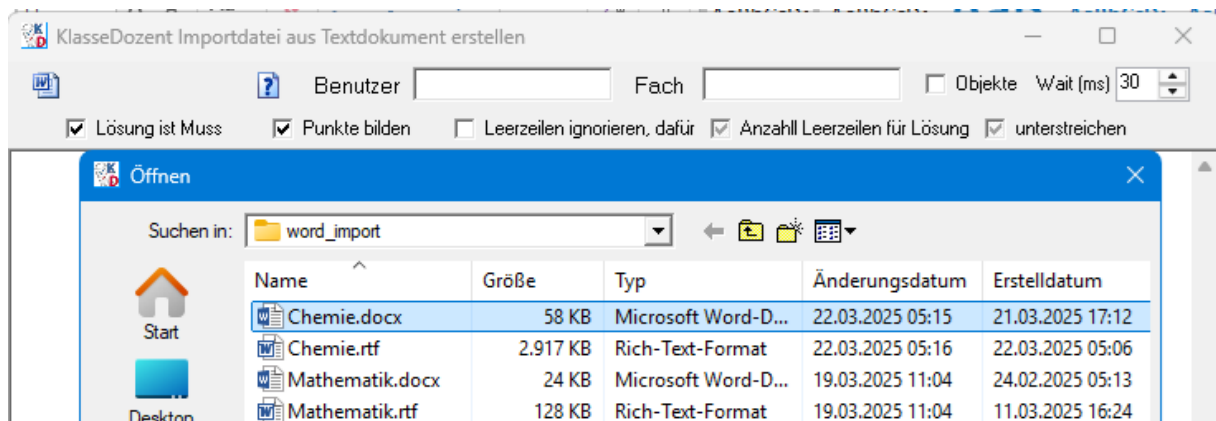 KlasseDozent Importdatei aus Textdokument erstellen
Benutzer Fach Objekte Wait (ms) 30
Lösung ist Muss Punkte bilden Leerzeilen ignorieren, dafür Anzahll Leerzeilen für Lösung unterstreichen
Öffnen
Suchen in: word_import
Name Größe Typ Änderungsdatum Erstelldatum
Start
Chemie.docx 58 KB Microsoft Word-D... 22.03.2025 05:15 21.03.2025 17:12
Chemie.rtf 2.917 KB Rich-Text-Format 22.03.2025 05:16 22.03.2025 05:06
Mathematik.docx 24 KB Microsoft Word-D... 19.03.2025 11:04 24.02.2025 05:13
Desktop
Mathematik.rtf 128 KB Rich-Text-Format 19.03.2025 11:04 11.03.2025 16:24